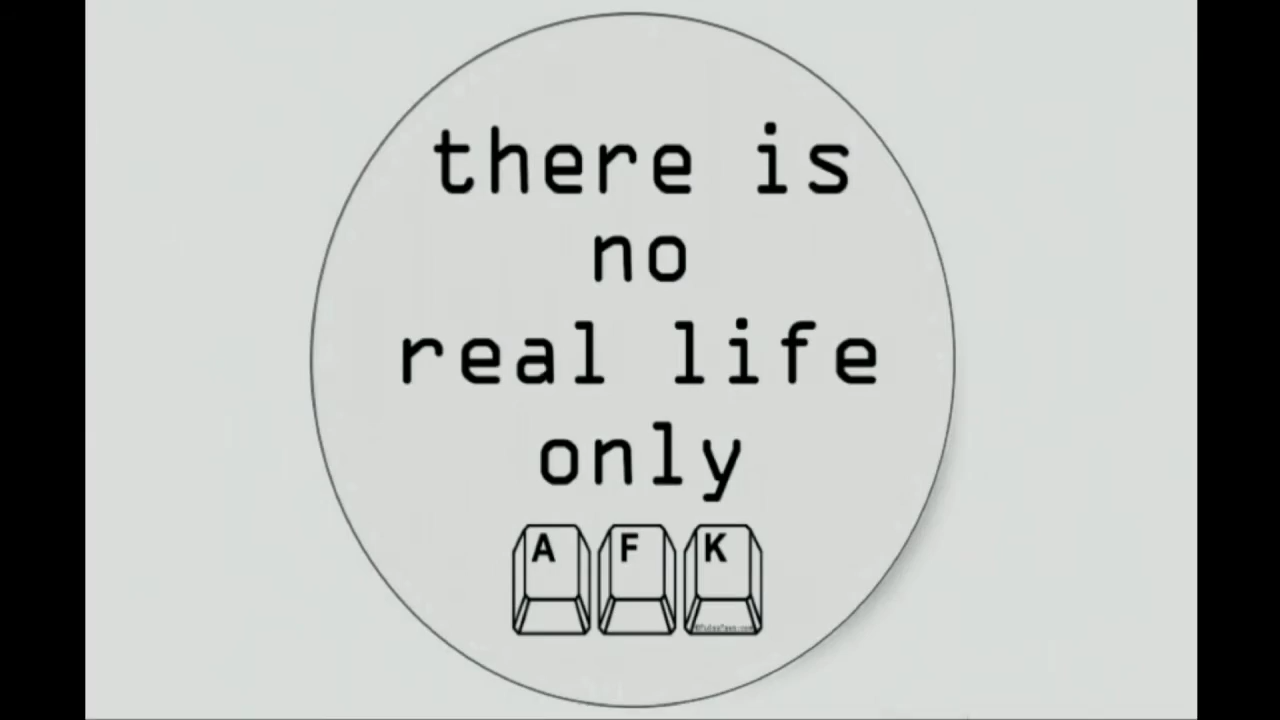 there is
no
real life
only
A F K